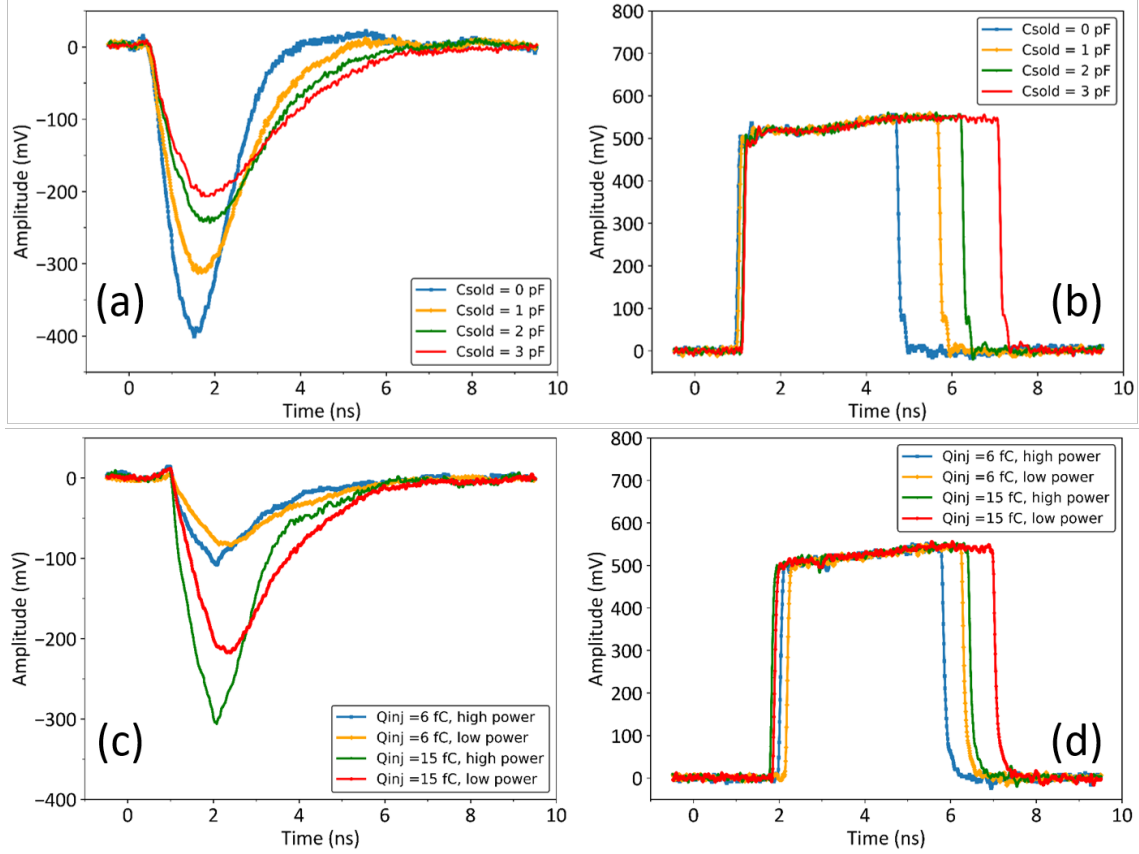 0
−100
−200
−300
−400
Amplitude (mV)
0
2
4
6
8
10
Time (ns)
(a)
Csold = 0 pF
Csold = 1 pF
Csold = 2 pF
Csold = 3 pF
800
700
600
500
400
300
200
100
0
Amplitude (mV)
0
2
4
6
8
10
Time (ns)
(b)
Csold = 0 pF
Csold = 1 pF
Csold = 2 pF
Csold = 3 pF
0
−100
−200
−300
−400
Amplitude (mV)
0
2
4
6
8
10
Time (ns)
(c)
Qinj =6 fC, high power
Qinj =6 fC, low power
Qinj =15 fC, high power
Qinj =15 fC, low power
800
700
600
500
400
300
200
100
0
Amplitude (mV)
0
2
4
6
8
10
Time (ns)
(d)
Qinj =6 fC, high power
Qinj =6 fC, low power
Qinj =15 fC, high power
Qinj =15 fC, low power